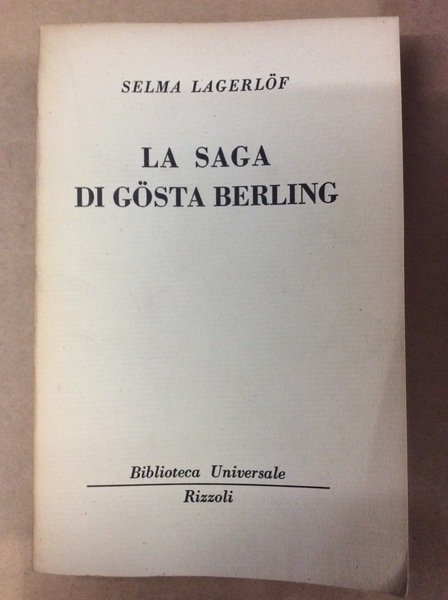 SELMA LAGERLÖF
LA SAGA
DI GÖSTA BERLING
Biblioteca Universale
Rizzoli